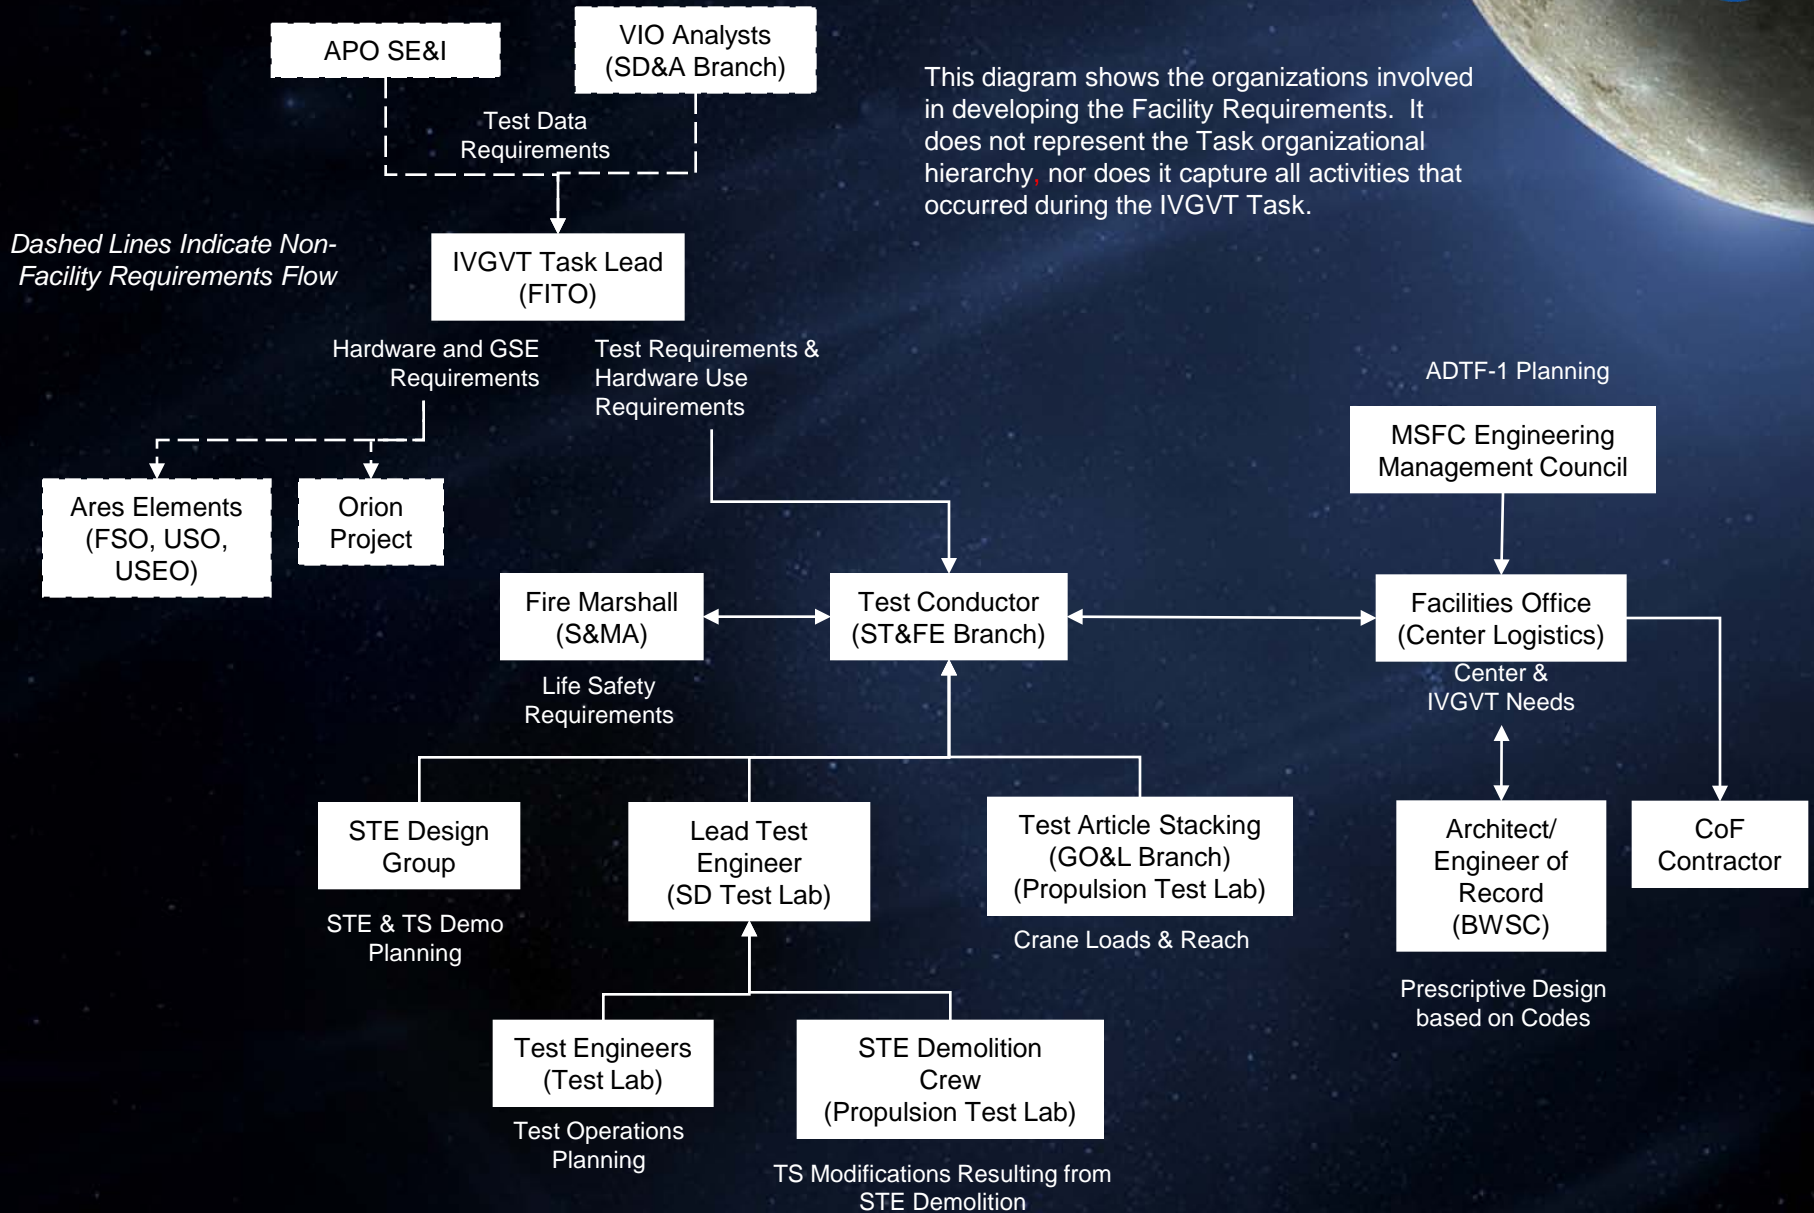 APO SE&I
VIO Analysts
(SD&A Branch)
This diagram shows the organizations involved
in developing the Facility Requirements.  It
does not represent the Task organizational
hierarchy, nor does it capture all activities that
occurred during the IVGVT Task.
Test Data
Requirements
Dashed Lines Indicate Non-
Facility Requirements Flow
IVGVT Task Lead
(FITO)
Hardware and GSE
Requirements
Test Requirements &
Hardware Use
Requirements
ADTF-1 Planning
MSFC Engineering
Management Council
Ares Elements
(FSO, USO,
USEO)
Orion
Project
Fire Marshall
(S&MA)
Life Safety
Requirements
Test Conductor
(ST&FE Branch)
Facilities Office
(Center Logistics)
Center &
IVGVT Needs
STE Design
Group
STE & TS Demo
Planning
Lead Test
Engineer
(SD Test Lab)
Test Article Stacking
(GO&L Branch)
(Propulsion Test Lab)
Crane Loads & Reach
Architect/
Engineer of
Record
(BWSC)
Prescriptive Design
based on Codes
CoF
Contractor
Test Engineers
(Test Lab)
Test Operations
Planning
STE Demolition
Crew
(Propulsion Test Lab)
TS Modifications Resulting from
STE Demolition